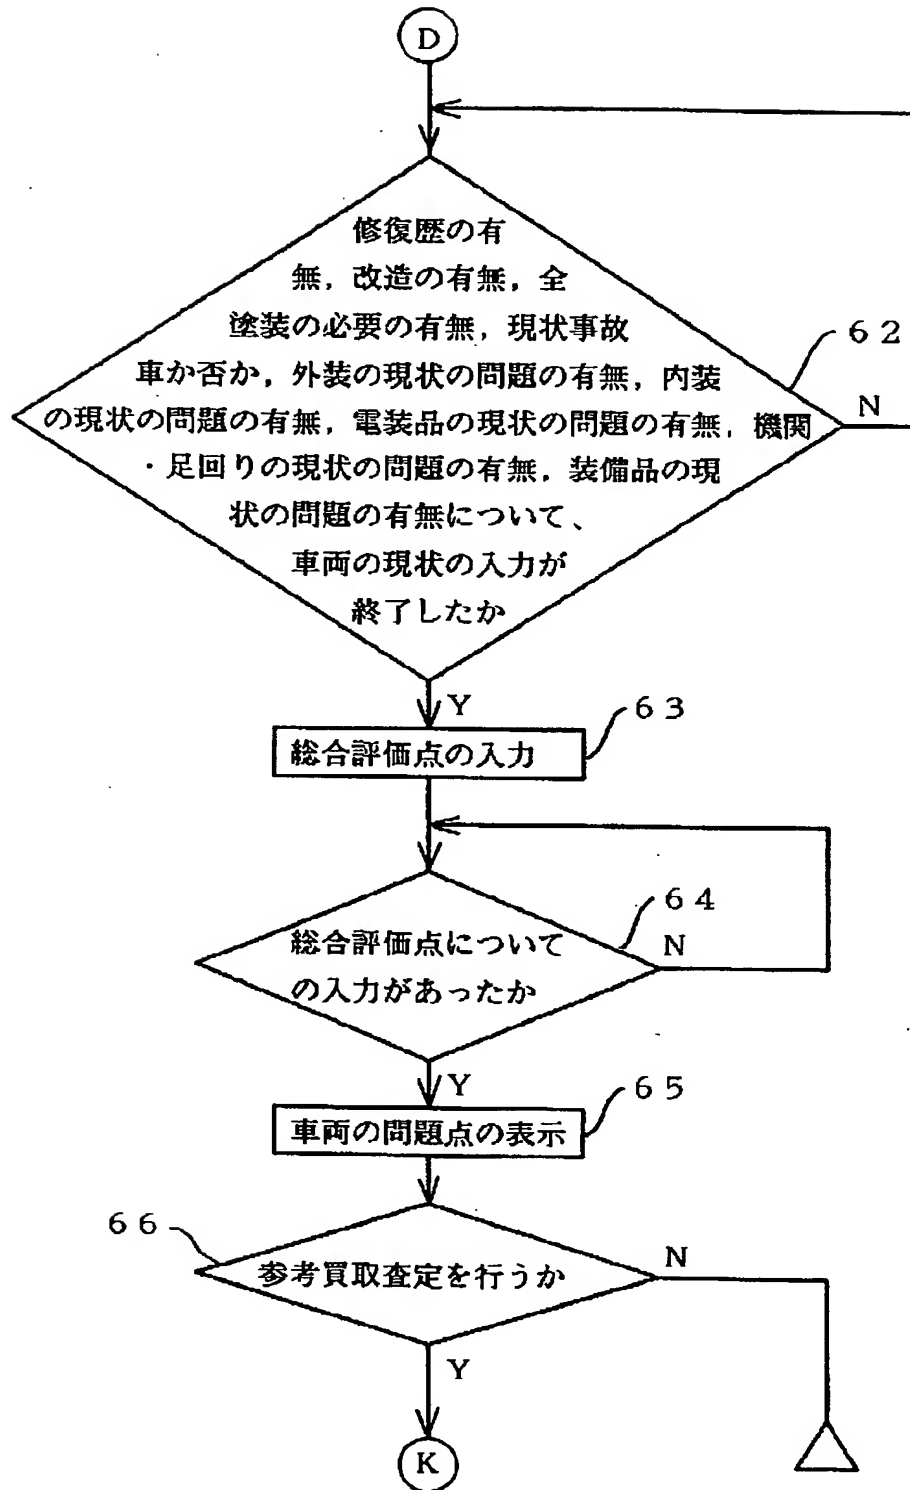 D
修復歴の有
無，改造の有無，全
塗装の必要の有無，現状事故
車か否か，外装の現状の問題の有無，内装
の現状の問題の有無，電装品の現状の問題の有無，機関
・足回りの現状の問題の有無，装備品の現
状の問題の有無について、
車両の現状の入力が
終了したか
62
N
Y
63
総合評価点の入力
64
総合評価点について
の入力があったか
N
Y
65
車両の問題点の表示
66
参考買取査定を行うか
N
Y
K